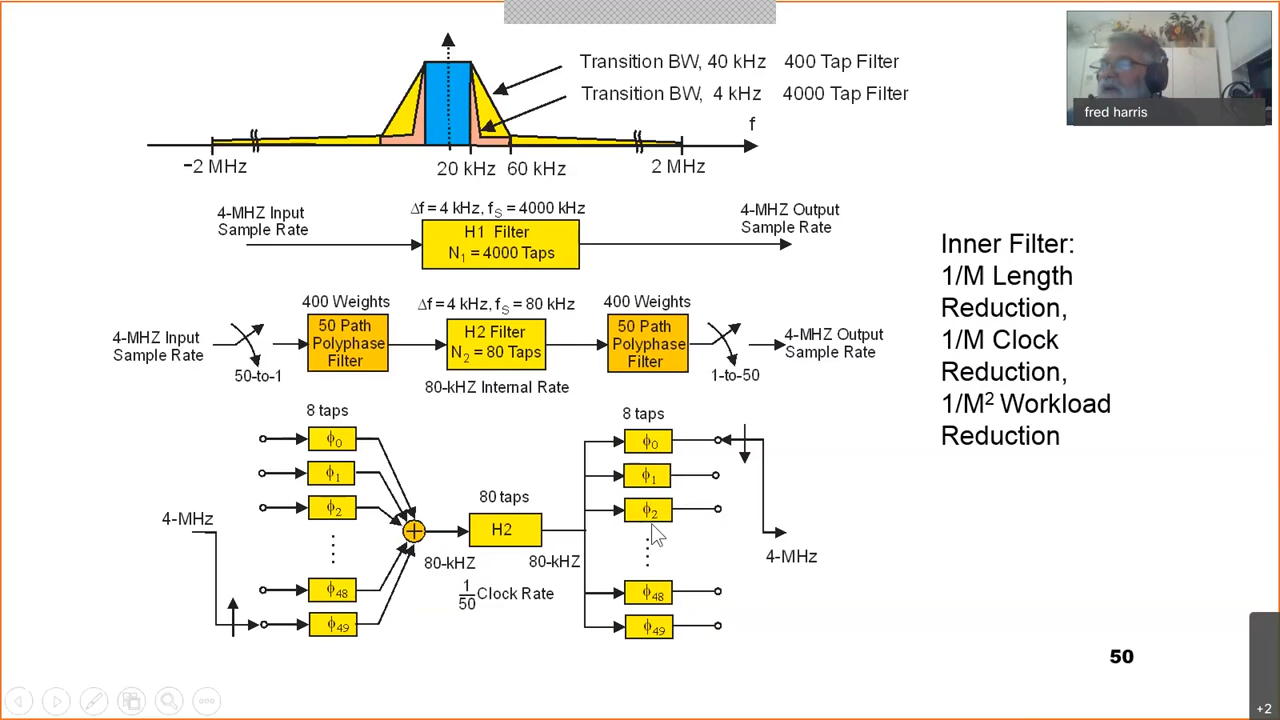 Transition BW, 40 kHz 400 Tap Filter
Transition BW, 4 kHz 4000 Tap Filter
f
−2 MHz
20 kHz
60 kHz
2 MHz
fred harris
4-MHZ Input
Sample Rate
Δf = 4 kHz, fS = 4000 kHz
H1 Filter
N1 = 4000 Taps
4-MHZ Output
Sample Rate
4-MHZ Input
Sample Rate
50-to-1
400 Weights
50 Path
Polyphase
Filter
Δf = 4 kHz, fS = 80 kHz
H2 Filter
N2 = 80 Taps
80-kHZ Internal Rate
400 Weights
50 Path
Polyphase
Filter
1-to-50
4-MHZ Output
Sample Rate
Inner Filter:
1/M Length
Reduction,
1/M Clock
Reduction,
1/M² Workload
Reduction
4-MHz
8 taps
ϕ0
ϕ1
ϕ2
ϕ48
ϕ49
+
80-kHZ
80 taps
H2
80-kHZ
1/50 Clock Rate
8 taps
ϕ0
ϕ1
ϕ2
ϕ48
ϕ49
4-MHz
50
+2